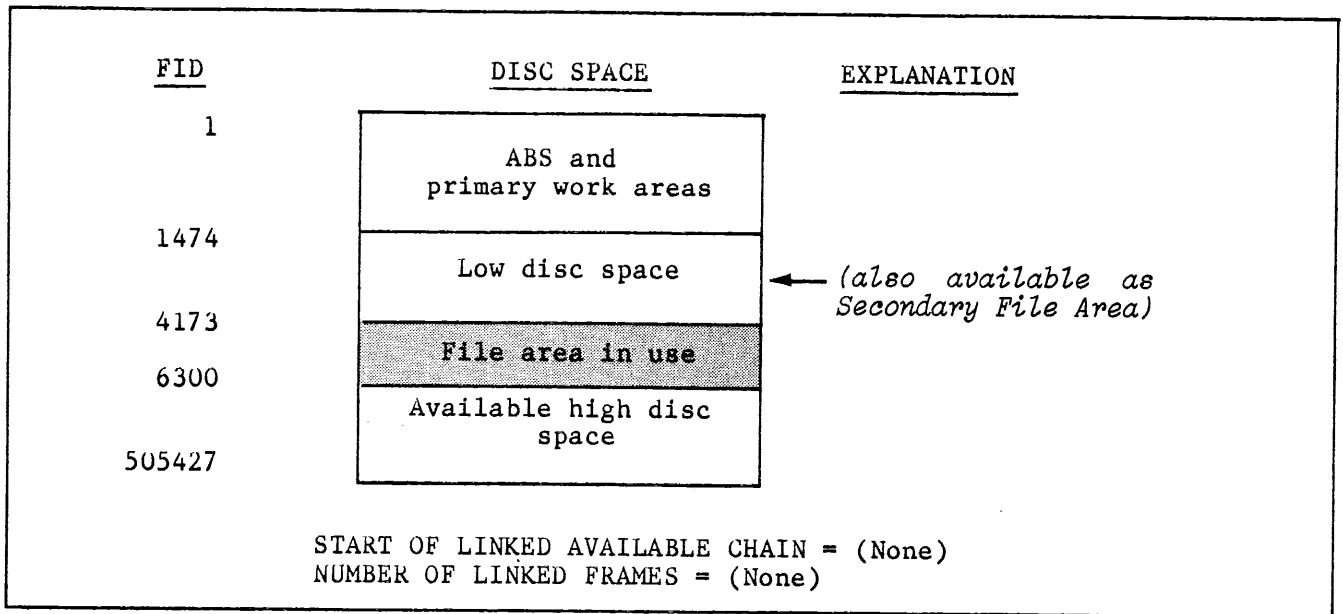 FID DISC SPACE EXPLANATION
1
ABS and
primary work areas
1474
Low disc space
(also available as
Secondary File Area)
4173
File area in use
6300
Available high disc
space
505427
START OF LINKED AVAILABLE CHAIN = (None)
NUMBER OF LINKED FRAMES = (None)